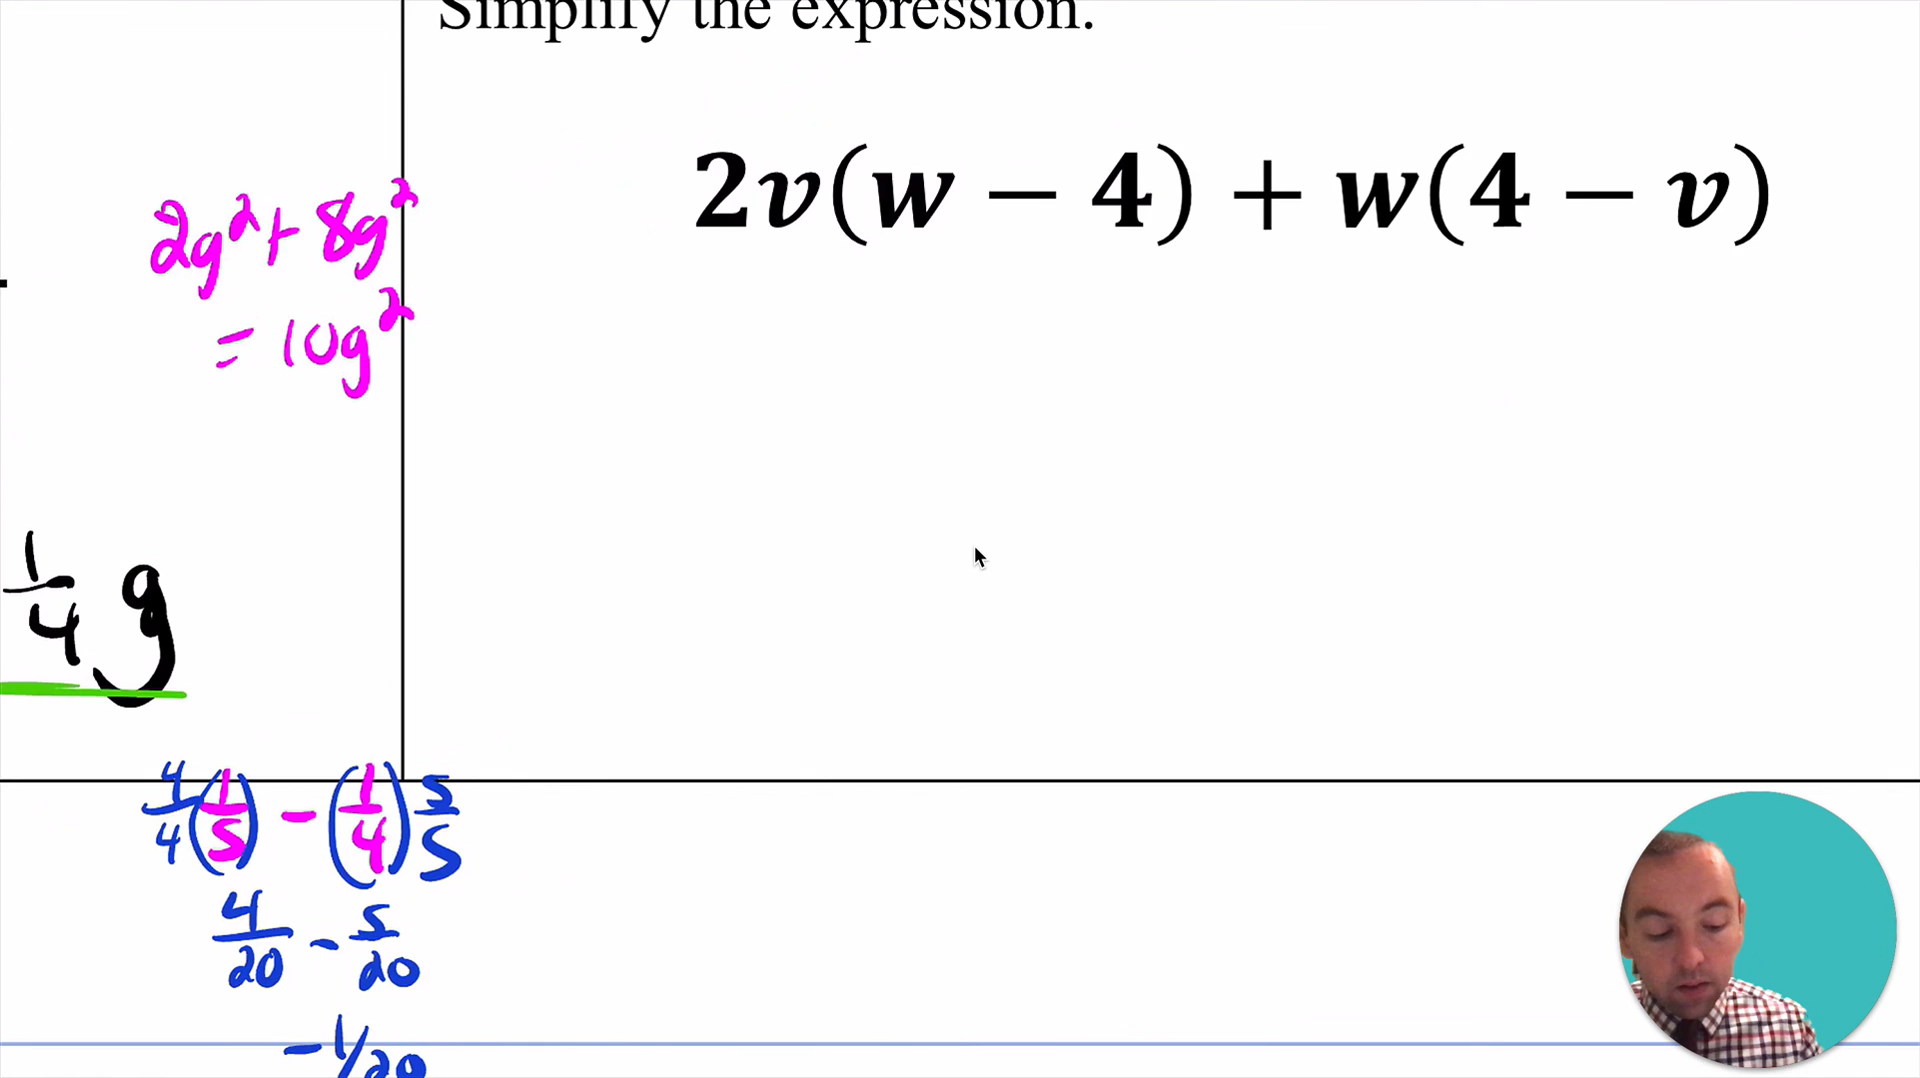 Simplify the expression.
2v(w − 4) + w(4 − v)
2g² + 8g²
= 10g²
1/4 g
4/4 (1/5) − (1/4) 5/5
4/20 - 5/20
-1/20